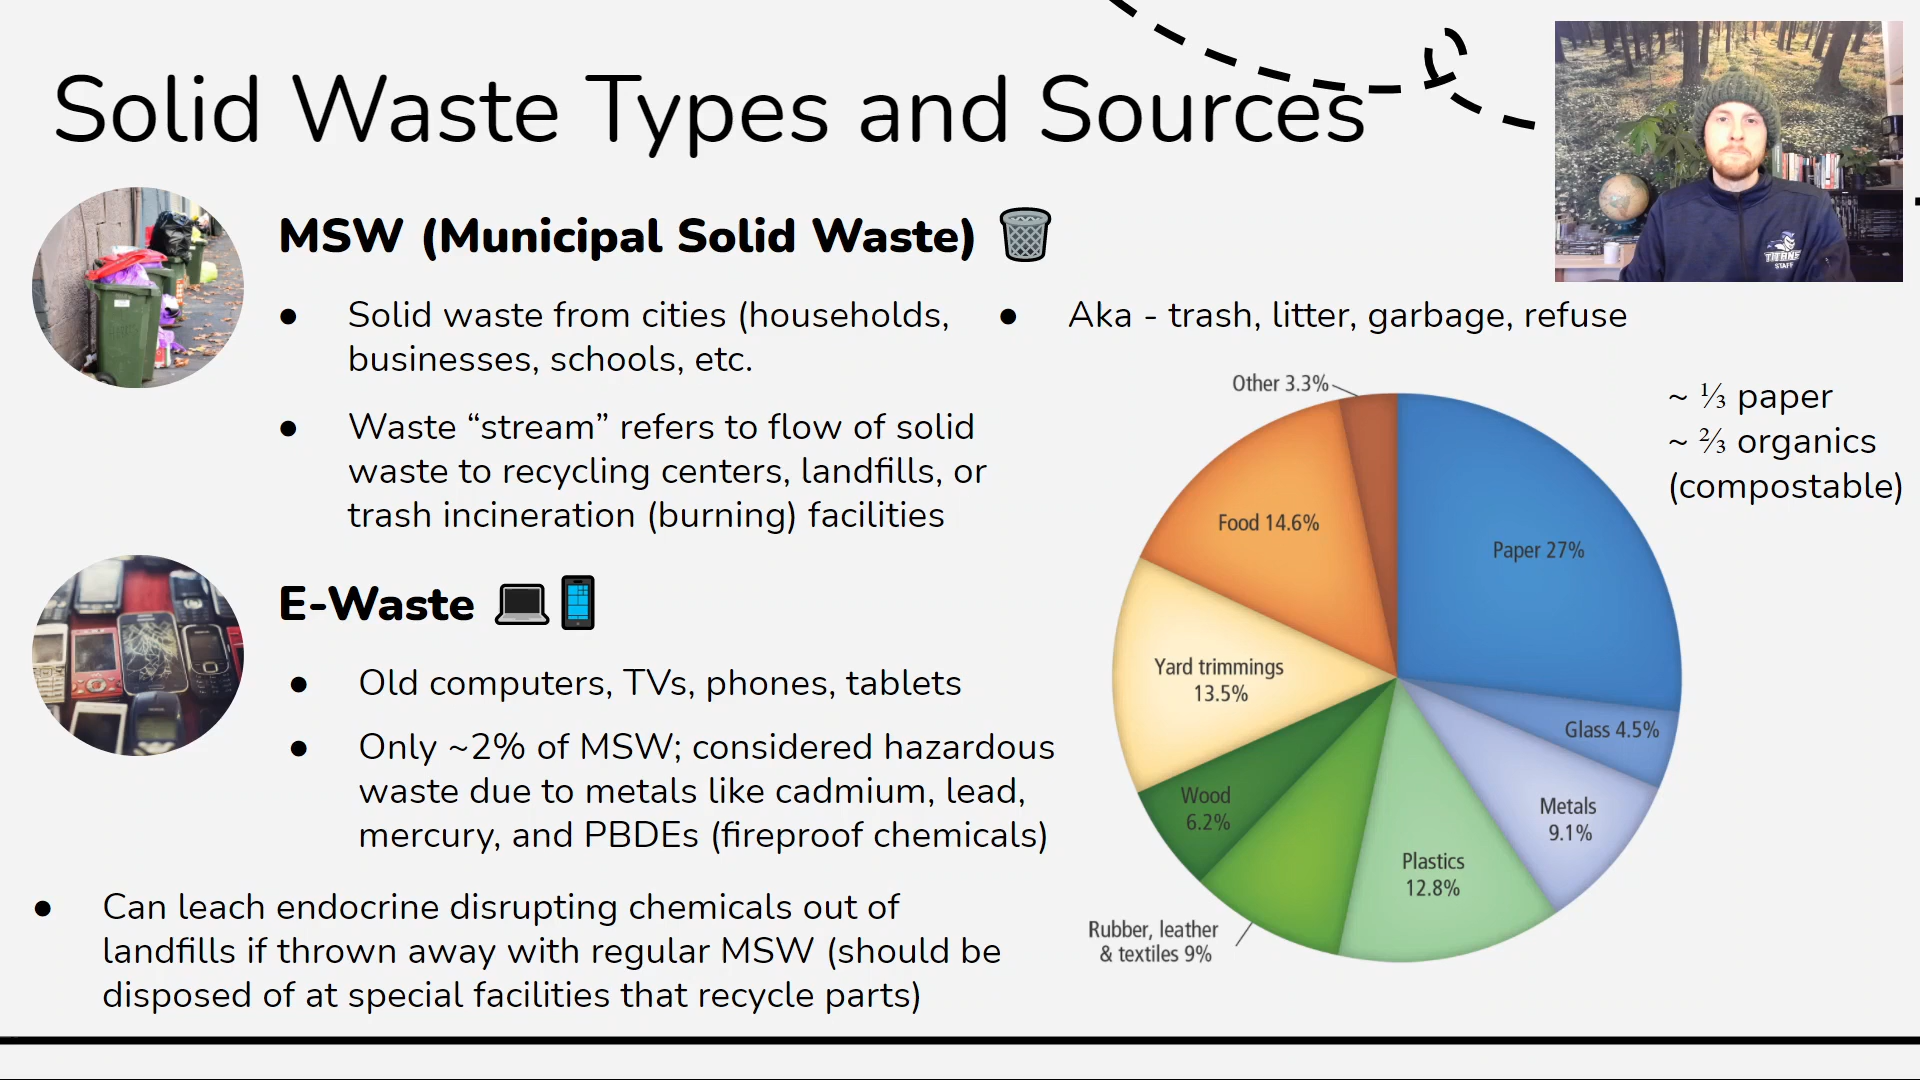 Solid Waste Types and Sources
MSW (Municipal Solid Waste)
Solid waste from cities (households,
businesses, schools, etc.
Waste “stream” refers to flow of solid
waste to recycling centers, landfills, or
trash incineration (burning) facilities
Aka - trash, litter, garbage, refuse
E-Waste
Old computers, TVs, phones, tablets
Only ~2% of MSW; considered hazardous
waste due to metals like cadmium, lead,
mercury, and PBDEs (fireproof chemicals)
Can leach endocrine disrupting chemicals out of
landfills if thrown away with regular MSW (should be
disposed of at special facilities that recycle parts)
Other 3.3%
Paper 27%
Glass 4.5%
Metals
9.1%
Plastics
12.8%
Rubber, leather
& textiles 9%
Wood
6.2%
Yard trimmings
13.5%
Food 14.6%
~ ⅓ paper
~ ⅔ organics
(compostable)
TITANS
STAFF